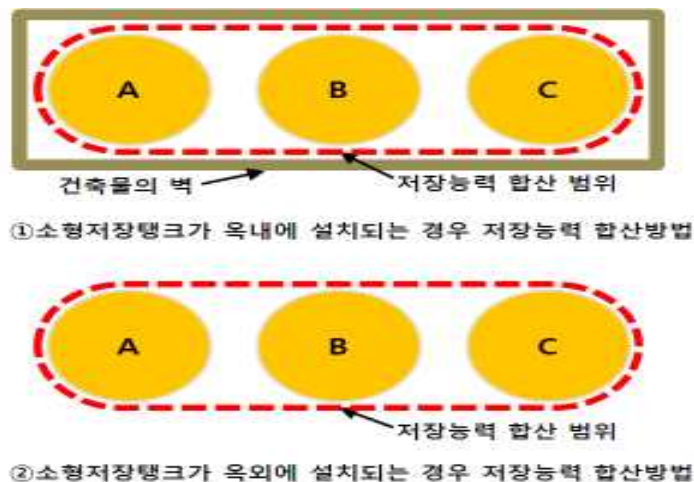 A B C
건축물의 벽 저장능력 합산 범위
①소형저장탱크가 옥내에 설치되는 경우 저장능력 합산방법
A B C
저장능력 합산 범위
②소형저장탱크가 옥외에 설치되는 경우 저장능력 합산방법